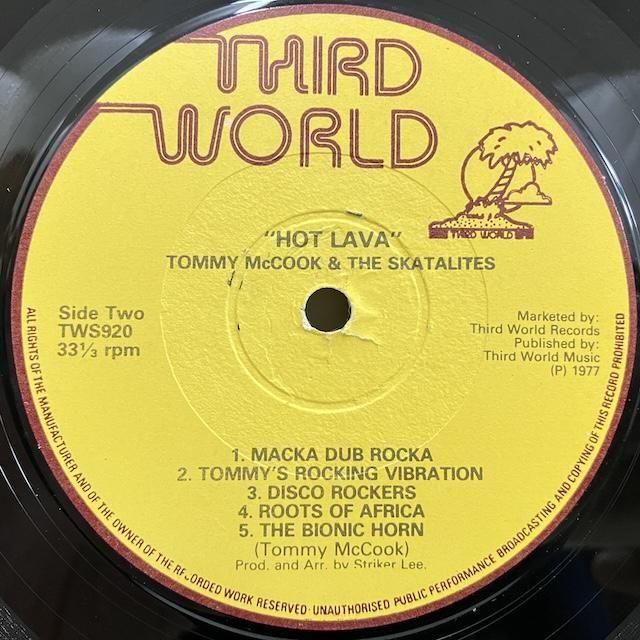 THIRD
WORLD
THIRD WORLD
"HOT LAVA"
TOMMY McCOOK & THE SKATALITES
Side Two
TWS920
33⅓ rpm
Marketed by:
Third World Records
Published by:
Third World Music
(P) 1977
1. MACKA DUB ROCKA
2. TOMMY'S ROCKING VIBRATION
3. DISCO ROCKERS
4. ROOTS OF AFRICA
5. THE BIONIC HORN
(Tommy McCook)
Prod. and Arr. by Striker Lee.
ALL RIGHTS OF THE MANUFACTURER AND OF THE OWNER OF THE RECORDED WORK RESERVED·UNAUTHORISED PUBLIC PERFORMANCE BROADCASTING AND COPYING OF THIS RECORD PROHIBITED